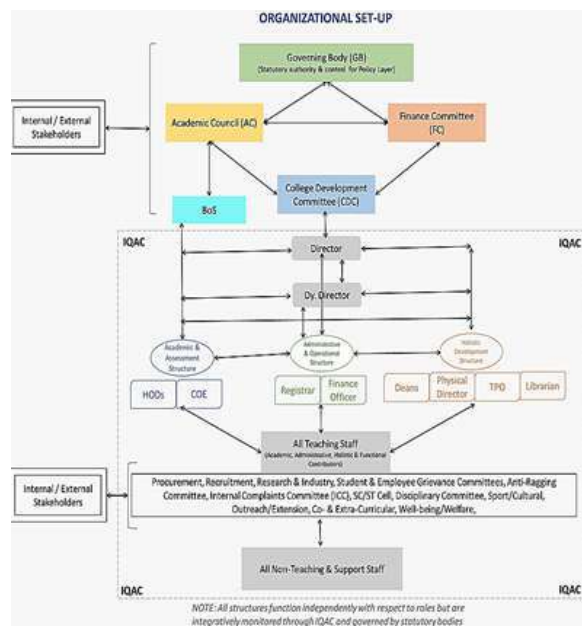 ORGANIZATIONAL SET-UP
Governing Body (GB)
(Statutory authority & control for Policy Layer)
Internal / External
Stakeholders
Academic Council (AC)
Finance Committee
(FC)
College Development
Committee (CDC)
BoS
IQAC
IQAC
Director
Dy. Director
Academic &
Assessment
Structure
Administrative
& Operational
Structure
Holistic
Development
Structure
HODs
COE
Registrar
Finance
Officer
Deans
Physical
Director
TPO
Librarian
All Teaching Staff
(Academic, Administrative, Holistic & Functional
Contributors)
Internal / External
Stakeholders
Procurement, Recruitment, Research & Industry, Student & Employee Grievance Committees, Anti-Ragging
Committee, Internal Complaints Committee (ICC), SC/ST Cell, Disciplinary Committee, Sport/Cultural,
Outreach/Extension, Co- & Extra-Curricular, Well-being/Welfare,
All Non-Teaching & Support Staff
IQAC
IQAC
NOTE: All structures function independently with respect to roles but are
integratively monitored through IQAC and governed by statutory bodies